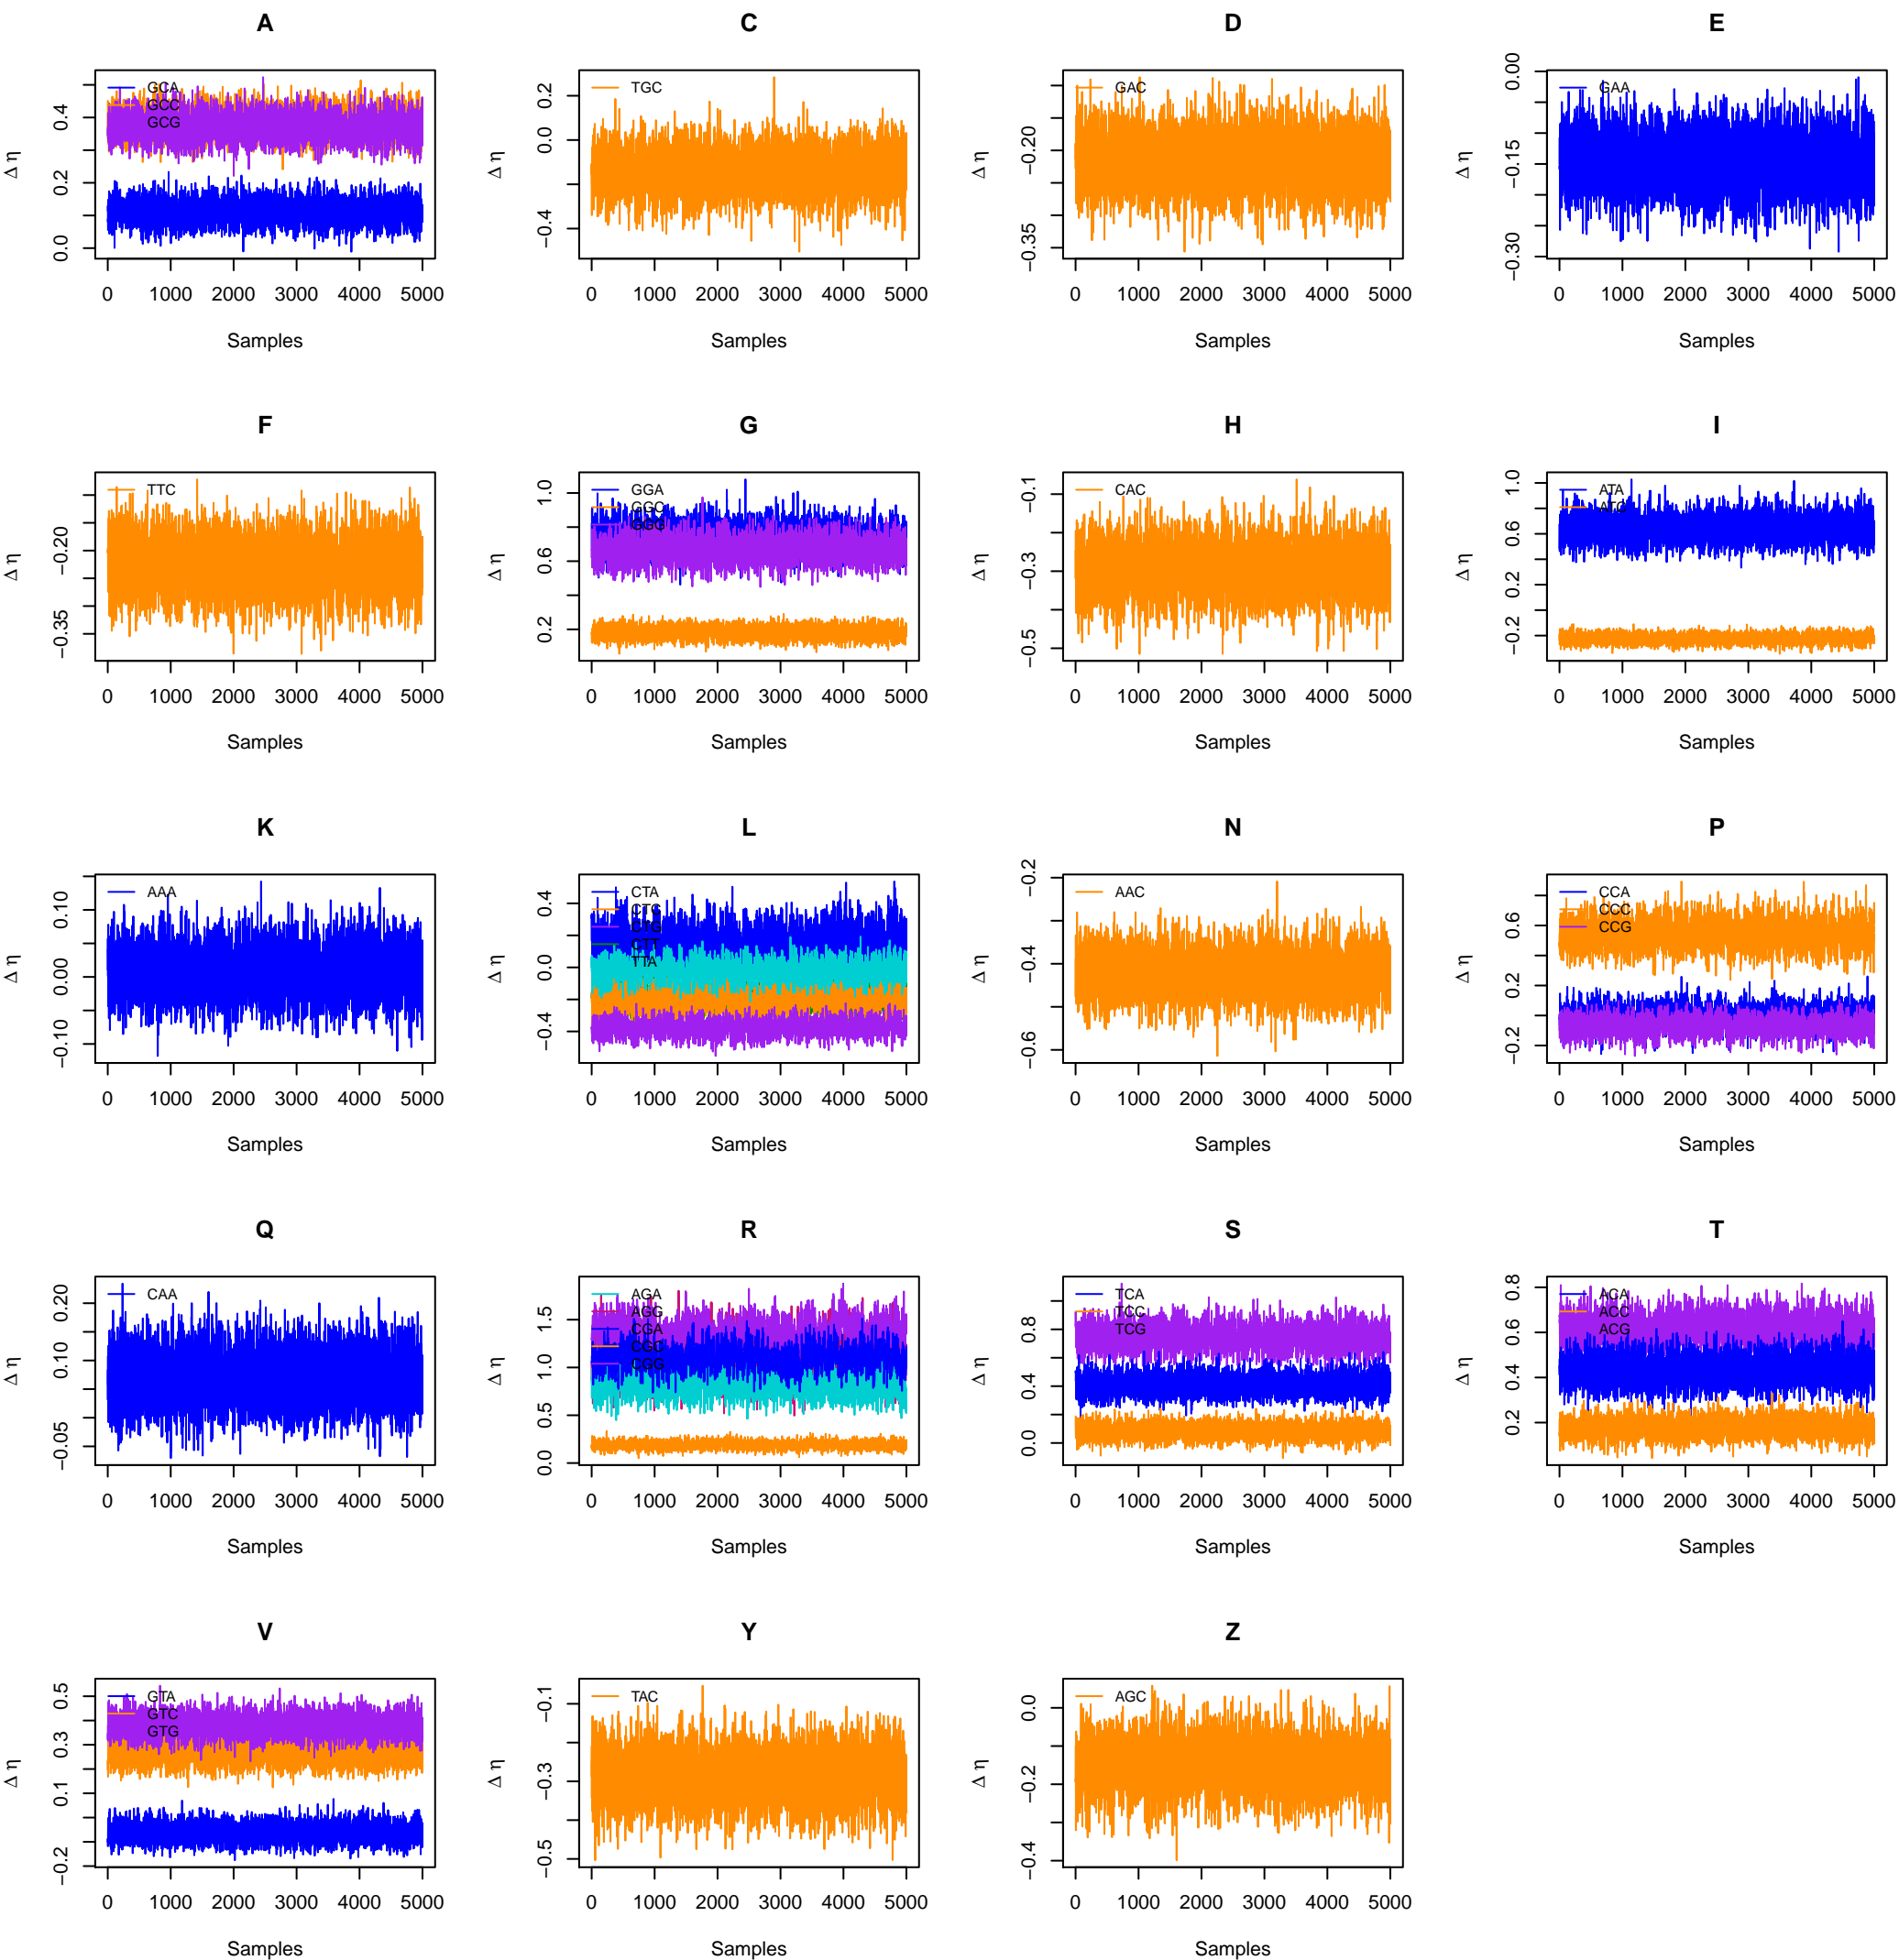 A
GCA
GCC
GCG
0.4
0.2
0.0
Δ η
0 1000 2000 3000 4000 5000
Samples
C
TGC
0.2
0.0
−0.4
Δ η
0 1000 2000 3000 4000 5000
Samples
D
GAC
−0.20
−0.35
Δ η
0 1000 2000 3000 4000 5000
Samples
E
GAA
0.00
−0.15
−0.30
Δ η
0 1000 2000 3000 4000 5000
Samples
F
TTC
−0.20
−0.35
Δ η
0 1000 2000 3000 4000 5000
Samples
G
GGA
GGC
GGG
1.0
0.6
0.2
Δ η
0 1000 2000 3000 4000 5000
Samples
H
CAC
−0.1
−0.3
−0.5
Δ η
0 1000 2000 3000 4000 5000
Samples
I
ATA
ATC
1.0
0.6
0.2
−0.2
Δ η
0 1000 2000 3000 4000 5000
Samples
K
AAA
0.10
0.00
−0.10
Δ η
0 1000 2000 3000 4000 5000
Samples
L
CTA
CTC
CTG
CTT
TTA
0.4
0.0
−0.4
Δ η
0 1000 2000 3000 4000 5000
Samples
N
AAC
−0.2
−0.4
−0.6
Δ η
0 1000 2000 3000 4000 5000
Samples
P
CCA
CCC
CCG
0.6
0.2
−0.2
Δ η
0 1000 2000 3000 4000 5000
Samples
Q
CAA
0.20
0.10
−0.05
Δ η
0 1000 2000 3000 4000 5000
Samples
R
AGA
AGG
CGA
CGC
CGG
1.5
1.0
0.5
0.0
Δ η
0 1000 2000 3000 4000 5000
Samples
S
TCA
TCC
TCG
0.8
0.4
0.0
Δ η
0 1000 2000 3000 4000 5000
Samples
T
ACA
ACC
ACG
0.8
0.6
0.4
0.2
Δ η
0 1000 2000 3000 4000 5000
Samples
V
GTA
GTC
GTG
0.5
0.3
0.1
−0.2
Δ η
0 1000 2000 3000 4000 5000
Samples
Y
TAC
−0.1
−0.3
−0.5
Δ η
0 1000 2000 3000 4000 5000
Samples
Z
AGC
0.0
−0.2
−0.4
Δ η
0 1000 2000 3000 4000 5000
Samples